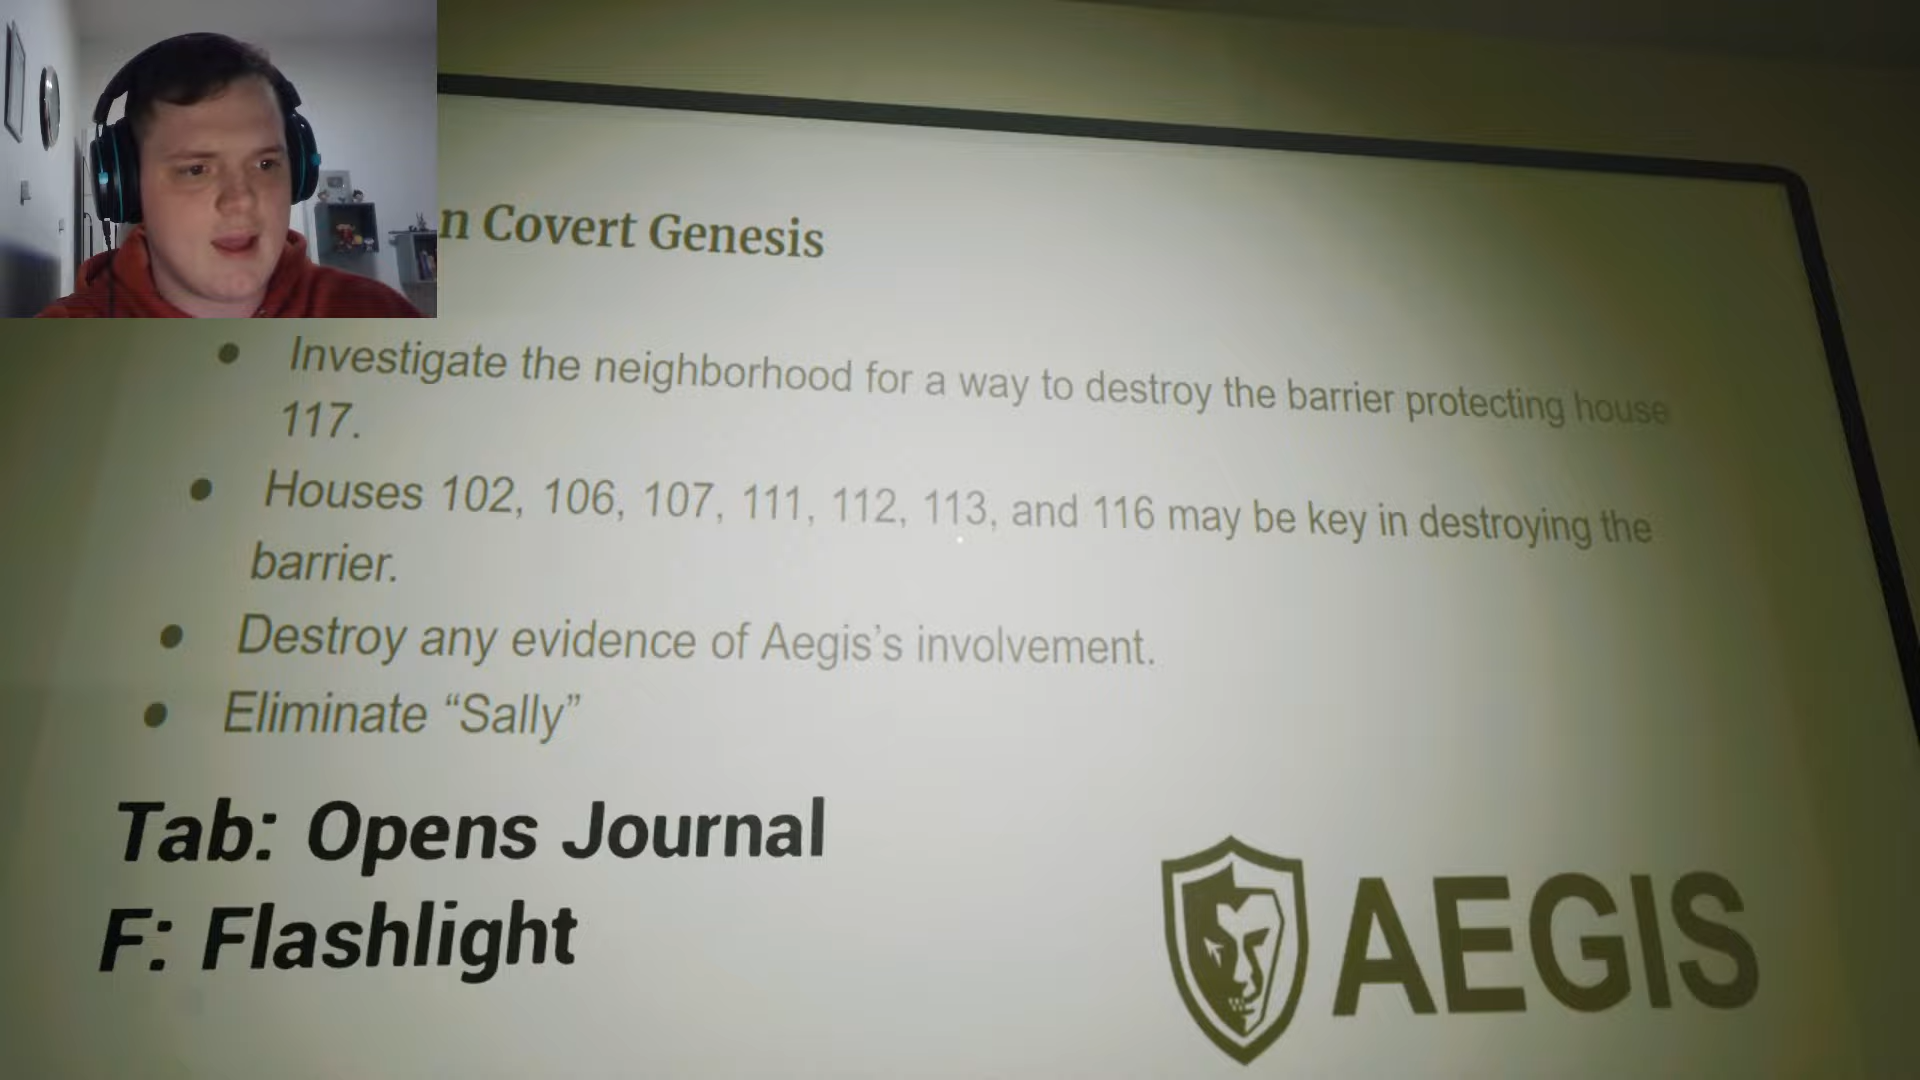 n Covert Genesis
Investigate the neighborhood for a way to destroy the barrier protecting house
117.
Houses 102, 106, 107, 111, 112, 113, and 116 may be key in destroying the
barrier.
Destroy any evidence of Aegis's involvement.
Eliminate “Sally”
Tab: Opens Journal
F: Flashlight
AEGIS